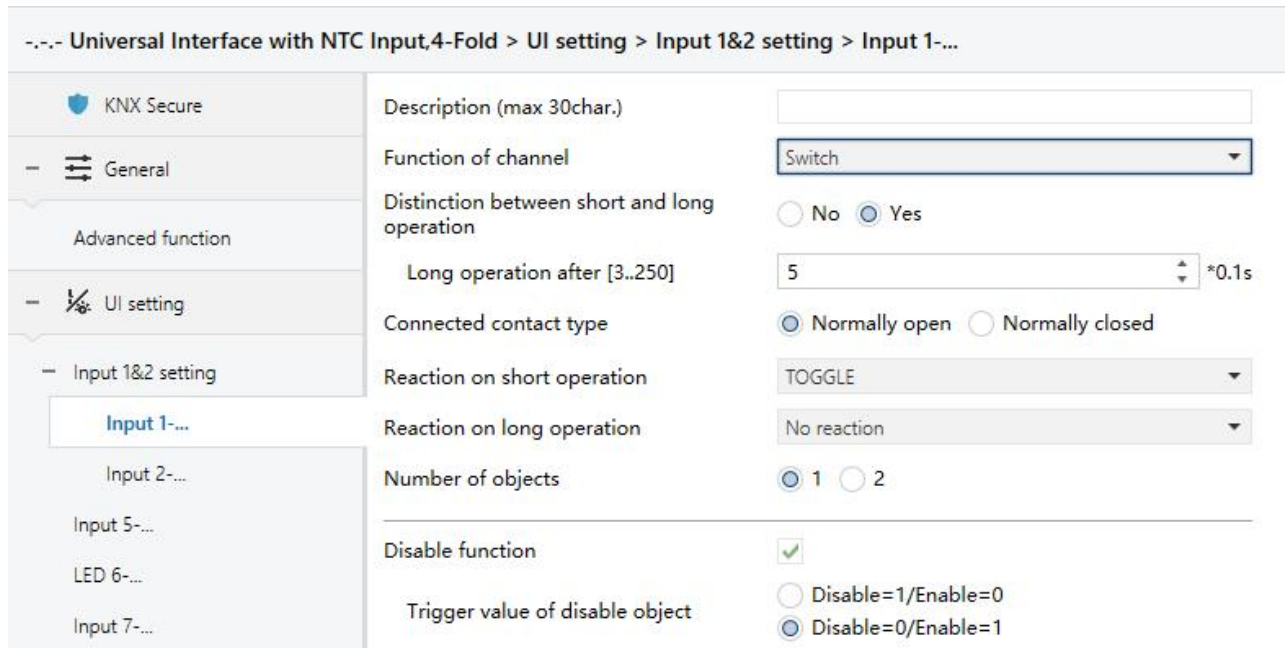 -.-.- Universal Interface with NTC Input,4-Fold > UI setting > Input 1&2 setting > Input 1-...
KNX Secure
General
Advanced function
UI setting
Input 1&2 setting
Input 1-...
Input 2-...
Input 5-...
LED 6-...
Input 7-...
Description (max 30char.)
Function of channel
Switch
Distinction between short and long
operation
No Yes
Long operation after [3..250]
5
*0.1s
Connected contact type
Normally open Normally closed
Reaction on short operation
TOGGLE
Reaction on long operation
No reaction
Number of objects
1 2
Disable function
Trigger value of disable object
Disable=1/Enable=0
Disable=0/Enable=1